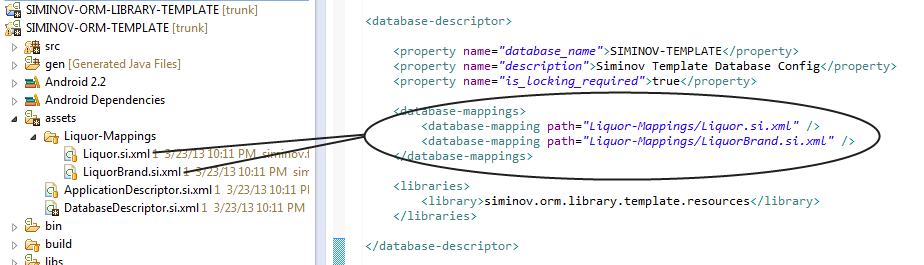 SIMINOV-ORM-LIBRARY-TEMPLATE [trunk]
SIMINOV-ORM-TEMPLATE [trunk]
src
gen [Generated Java Files]
Android 2.2
Android Dependencies
assets
Liquor-Mappings
Liquor.si.xml 1 3/23/13 10:11 PM siminov.n
LiquorBrand.si.xml 1 3/23/13 10:11 PM sim
ApplicationDescriptor.si.xml 1 3/23/13 10:11 PM
DatabaseDescriptor.si.xml 1 3/23/13 10:11 PM
bin
build
libs
<database-descriptor>
<property name="database_name">SIMINOV-TEMPLATE</property>
<property name="description">Siminov Template Database Config</property>
<property name="is_locking_required">true</property>
<database-mappings>
<database-mapping path="Liquor-Mappings/Liquor.si.xml" />
<database-mapping path="Liquor-Mappings/LiquorBrand.si.xml" />
</database-mappings>
<libraries>
<library>siminov.orm.library.template.resources</library>
</libraries>
</database-descriptor>